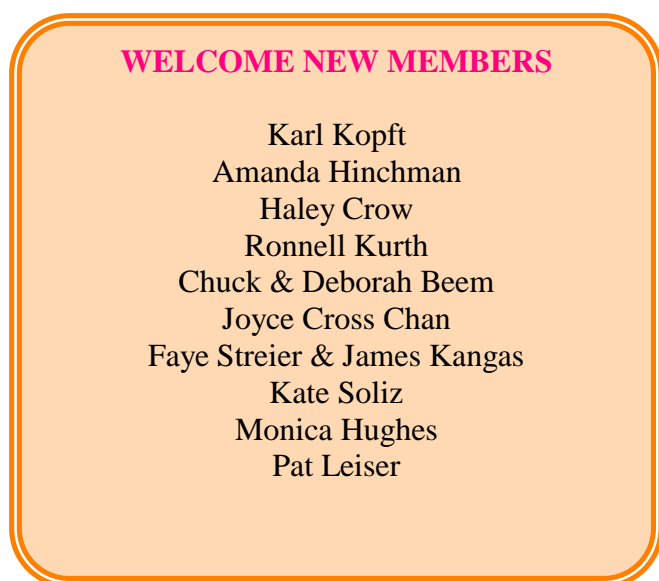 WELCOME NEW MEMBERS
Karl Kopft
Amanda Hinchman
Haley Crow
Ronnell Kurth
Chuck & Deborah Beem
Joyce Cross Chan
Faye Streier & James Kangas
Kate Soliz
Monica Hughes
Pat Leiser